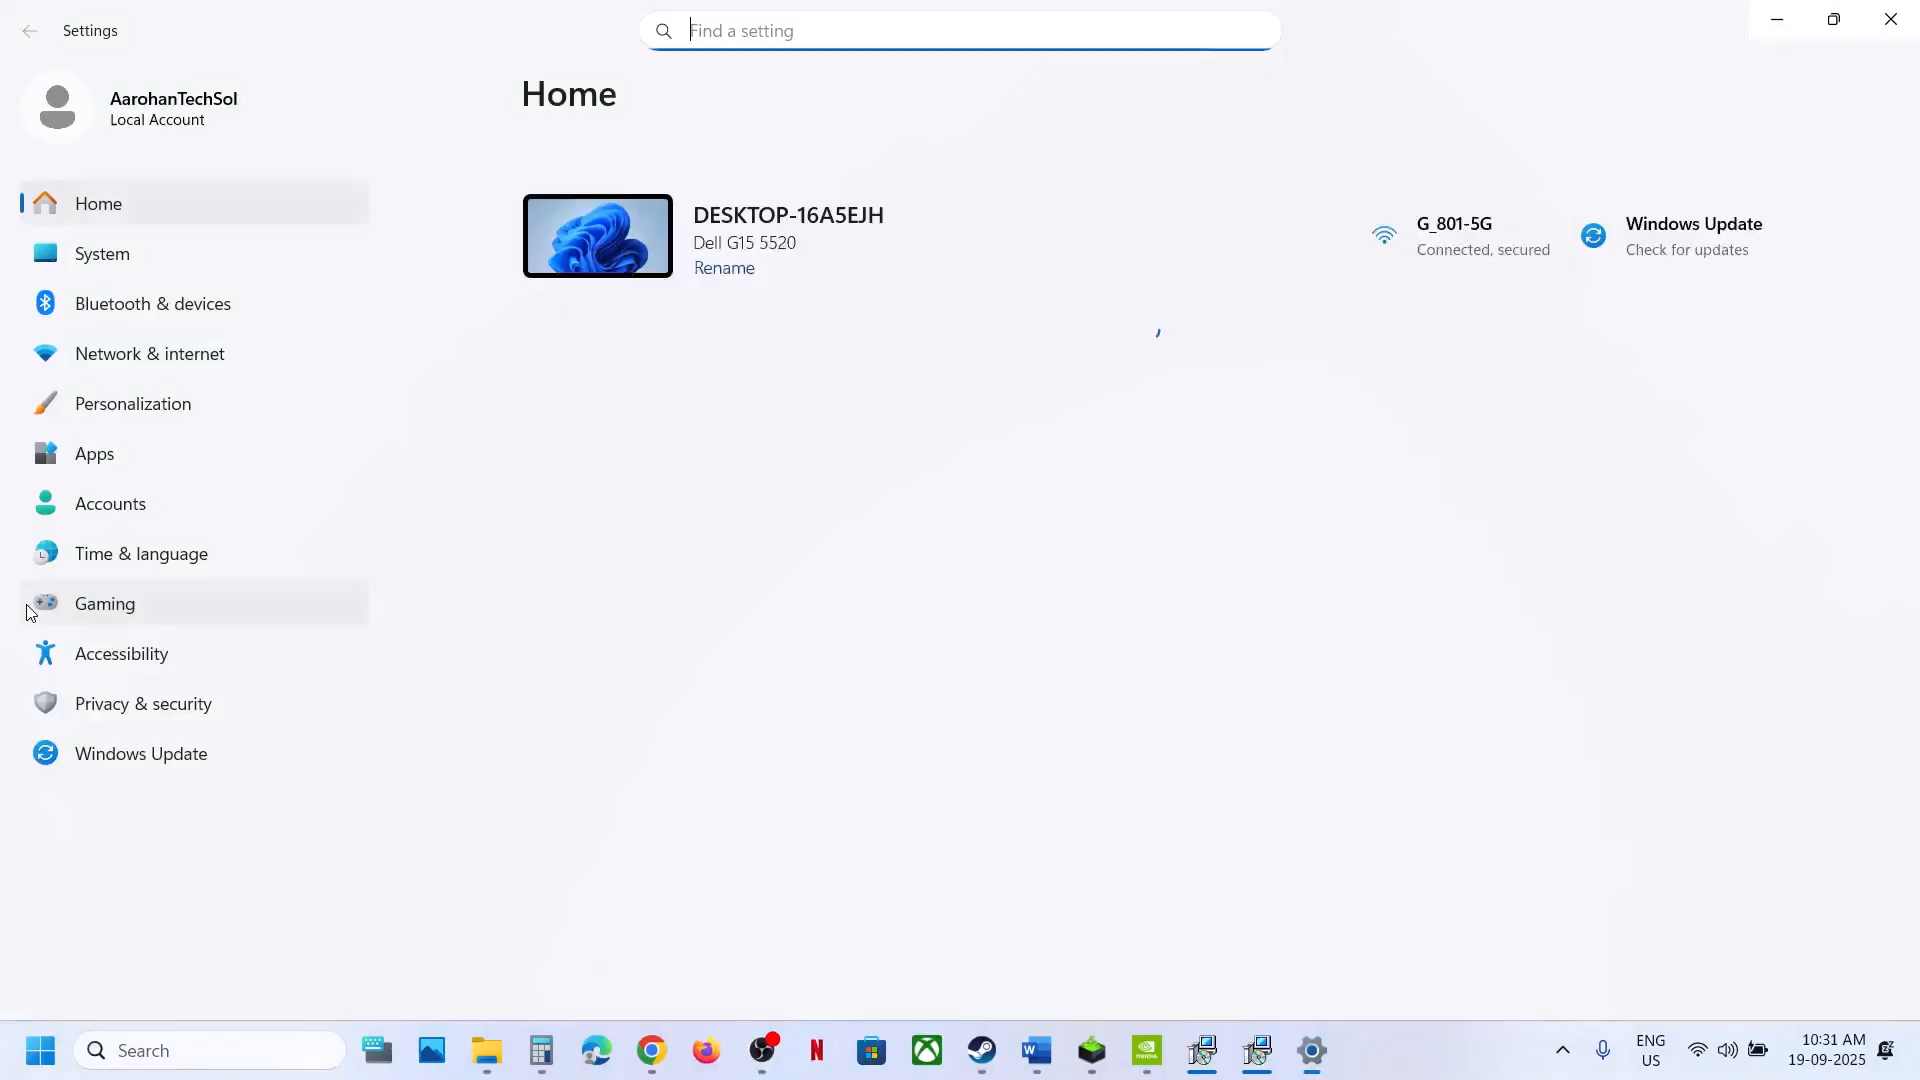 Settings
Find a setting
AarohanTechSol
Local Account
Home
Home
System
Bluetooth & devices
Network & internet
Personalization
Apps
Accounts
Time & language
Gaming
Accessibility
Privacy & security
Windows Update
DESKTOP-16A5EJH
Dell G15 5520
Rename
G_801-5G
Connected, secured
Windows Update
Check for updates
Search
ENG
US
10:31 AM
19-09-2025